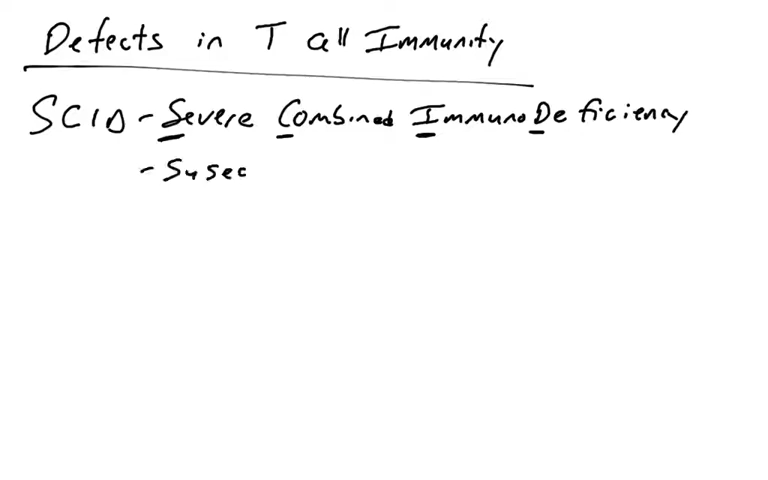 Defects in T Cell Immunity
SCID - Severe Combined ImmunoDeficiency
- Susec